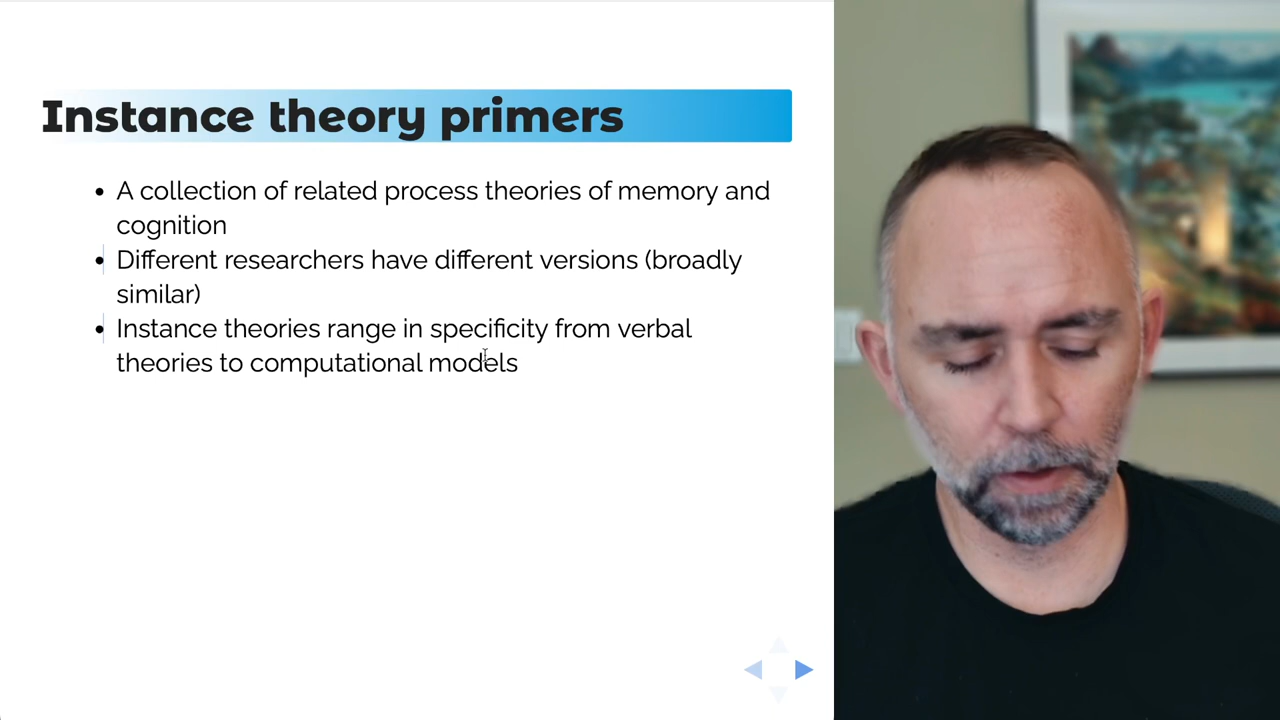 Instance theory primers
A collection of related process theories of memory and
cognition
Different researchers have different versions (broadly
similar)
Instance theories range in specificity from verbal
theories to computational models